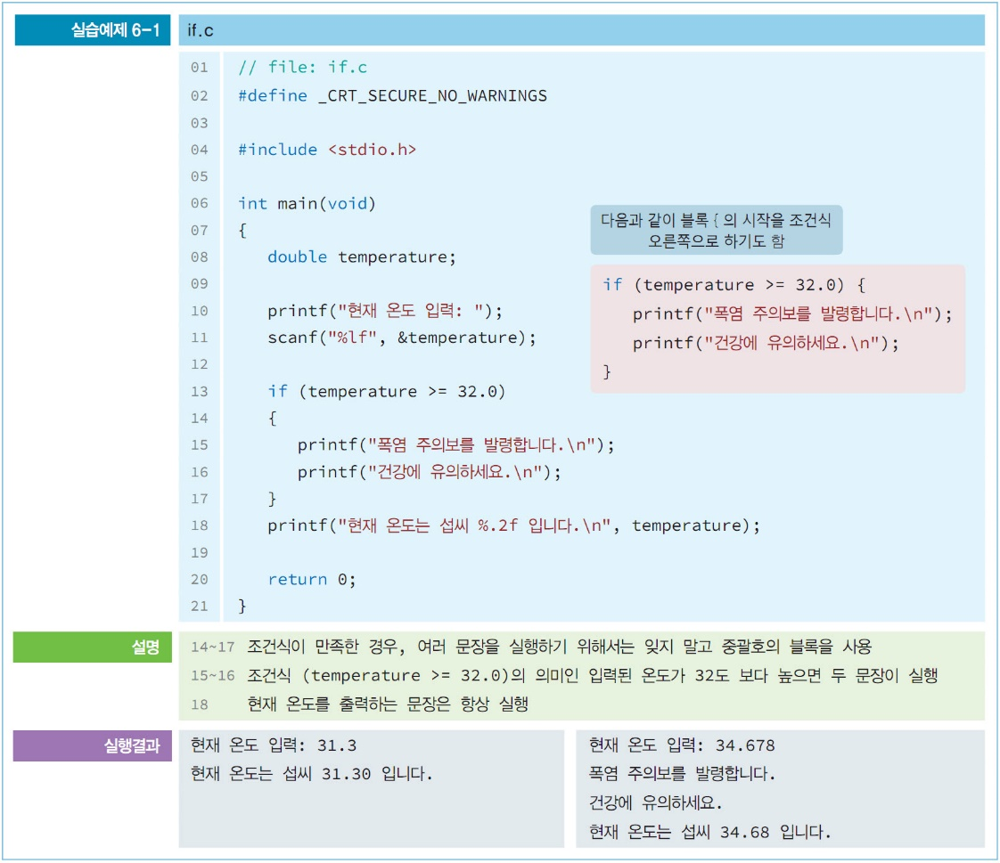 실습예제 6-1
if.c
01 // file: if.c
02 #define _CRT_SECURE_NO_WARNINGS
03
04 #include <stdio.h>
05
06 int main(void)
07 {
08 double temperature;
09
10 printf("현재 온도 입력: ");
11 scanf("%lf", &temperature);
12
13 if (temperature >= 32.0)
14 {
15 printf("폭염 주의보를 발령합니다.\n");
16 printf("건강에 유의하세요.\n");
17 }
18 printf("현재 온도는 섭씨 %.2f 입니다.\n", temperature);
19
20 return 0;
21 }
다음과 같이 블록 { 의 시작을 조건식
오른쪽으로 하기도 함
if (temperature >= 32.0) {
printf("폭염 주의보를 발령합니다.\n");
printf("건강에 유의하세요.\n");
}
설명
14~17 조건식이 만족한 경우, 여러 문장을 실행하기 위해서는 잊지 말고 중괄호의 블록을 사용
15~16 조건식 (temperature >= 32.0)의 의미인 입력된 온도가 32도 보다 높으면 두 문장이 실행
18 현재 온도를 출력하는 문장은 항상 실행
실행결과
현재 온도 입력: 31.3
현재 온도는 섭씨 31.30 입니다.
현재 온도 입력: 34.678
폭염 주의보를 발령합니다.
건강에 유의하세요.
현재 온도는 섭씨 34.68 입니다.